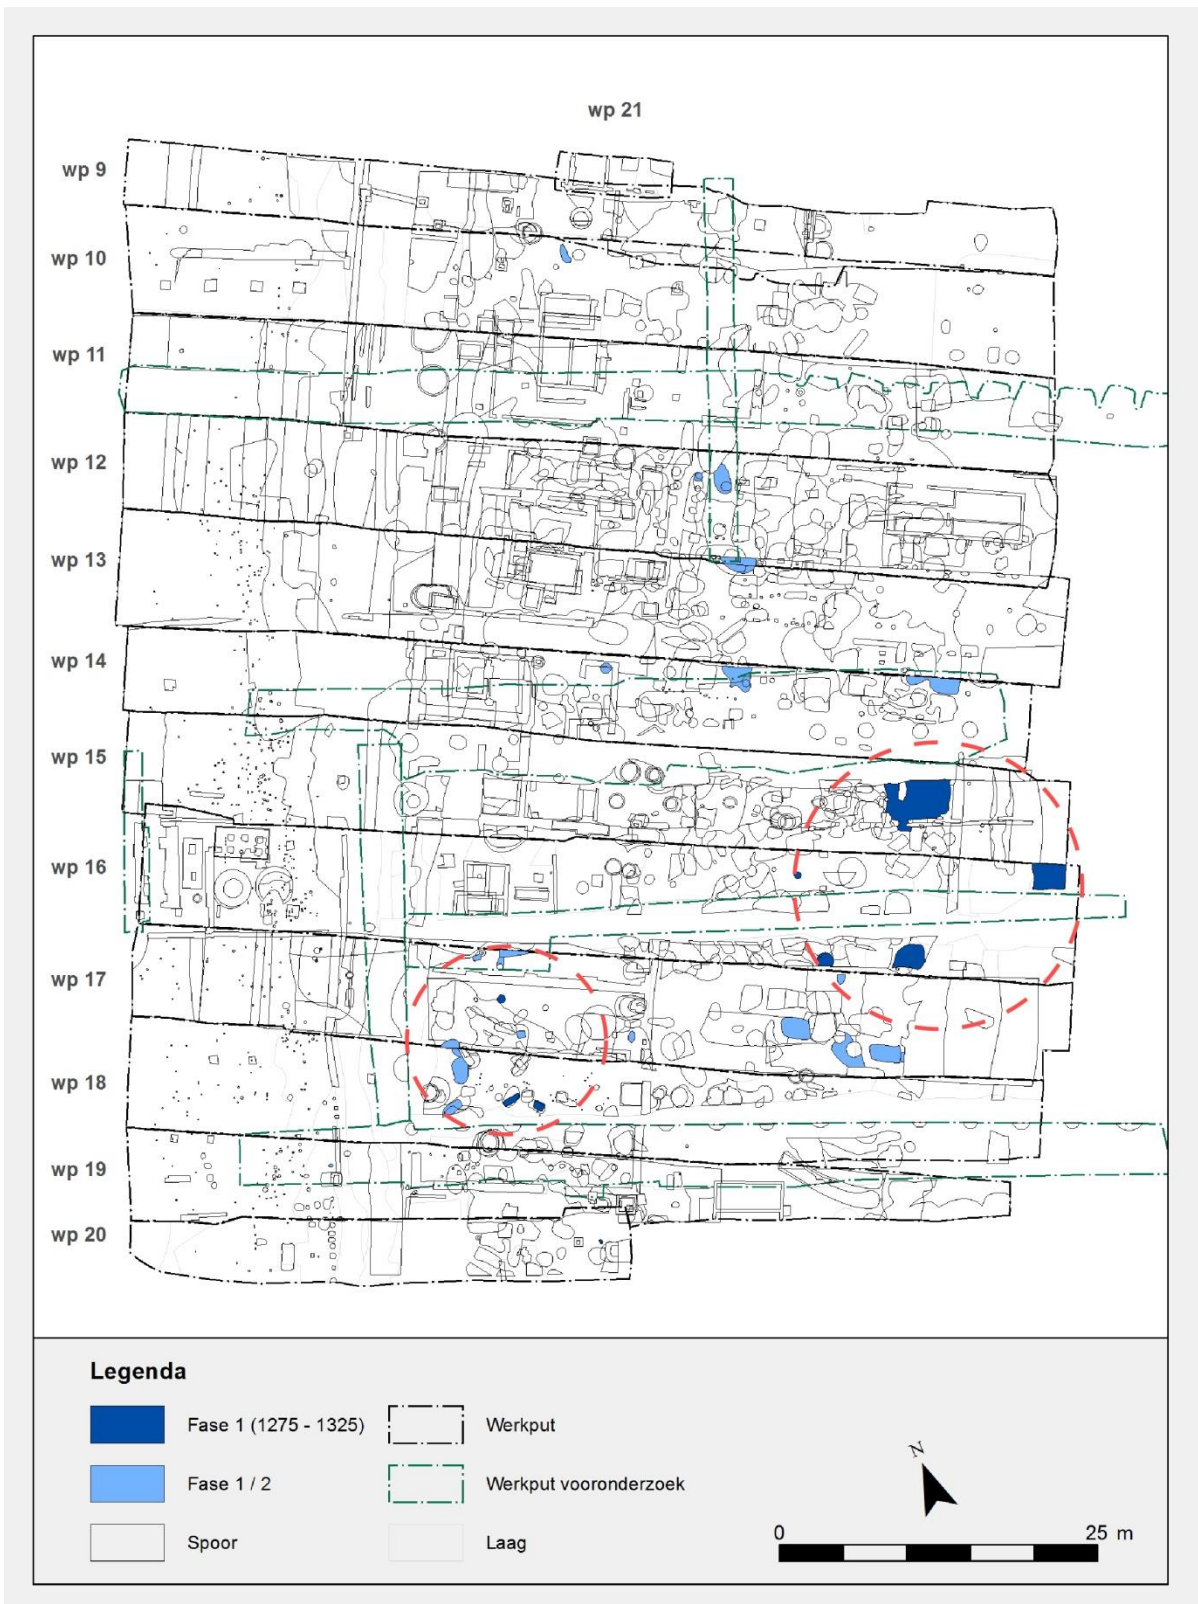 wp 21
wp 9
wp 10
wp 11
wp 12
wp 13
wp 14
wp 15
wp 16
wp 17
wp 18
wp 19
wp 20
Legenda
Fase 1 (1275 - 1325)
Werkput
Fase 1 / 2
Werkput vooronderzoek
Spoor
Laag
N
0
25 m